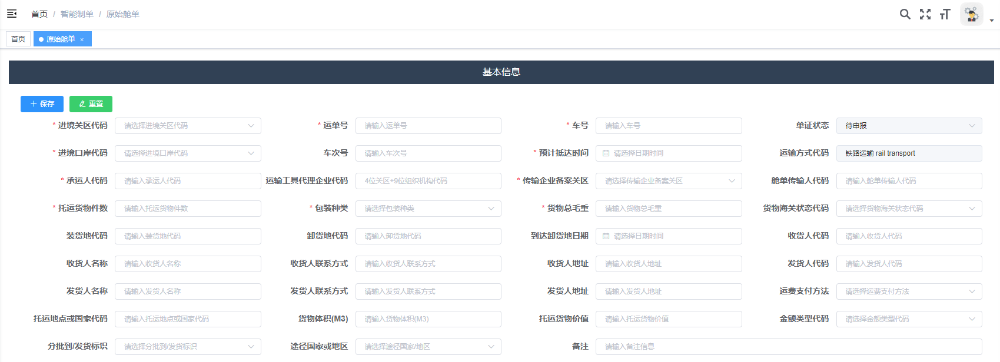 首页 / 智能制单 / 原始舱单
首页 原始舱单 ×
基本信息
+ 保存 重置
* 进境关区代码 请选择进境关区代码 * 运单号 请输入运单号 * 车号 请输入车号 单证状态 待申报
* 进境口岸代码 请选择进境口岸代码 车次号 请输入车次号 * 预计抵达时间 请选择日期时间 运输方式代码 铁路运输 rail transport
* 承运人代码 请输入承运人代码 运输工具代理企业代码 4位关区+9位组织机构代码 * 传输企业备案关区 请选择传输企业备案关区 舱单传输人代码 请输入舱单传输人代码
* 托运货物件数 请输入托运货物件数 * 包装种类 请选择包装种类 * 货物总毛重 请输入货物总毛重 货物海关状态代码 请选择货物海关状态代码
装货地代码 请输入装货地代码 卸货地代码 请输入卸货地代码 到达卸货地日期 请选择日期时间 收货人代码 请输入收货人代码
收货人名称 请输入收货人名称 收货人联系方式 请输入收货人联系方式 收货人地址 请输入收货人地址 发货人代码 请输入发货人代码
发货人名称 请输入发货人名称 发货人联系方式 请输入发货人联系方式 发货人地址 请输入发货人地址 运费支付方法 请选择运费支付方法
托运地点或国家代码 请输入托运地点或国家代码 货物体积(M3) 请输入货物体积(M3) 托运货物价值 请输入托运货物价值 金额类型代码 请选择金额类型代码
分批到/发货标识 请选择分批到/发货标识 途径国家或地区 请选择途径国家/地区 备注 请输入备注信息